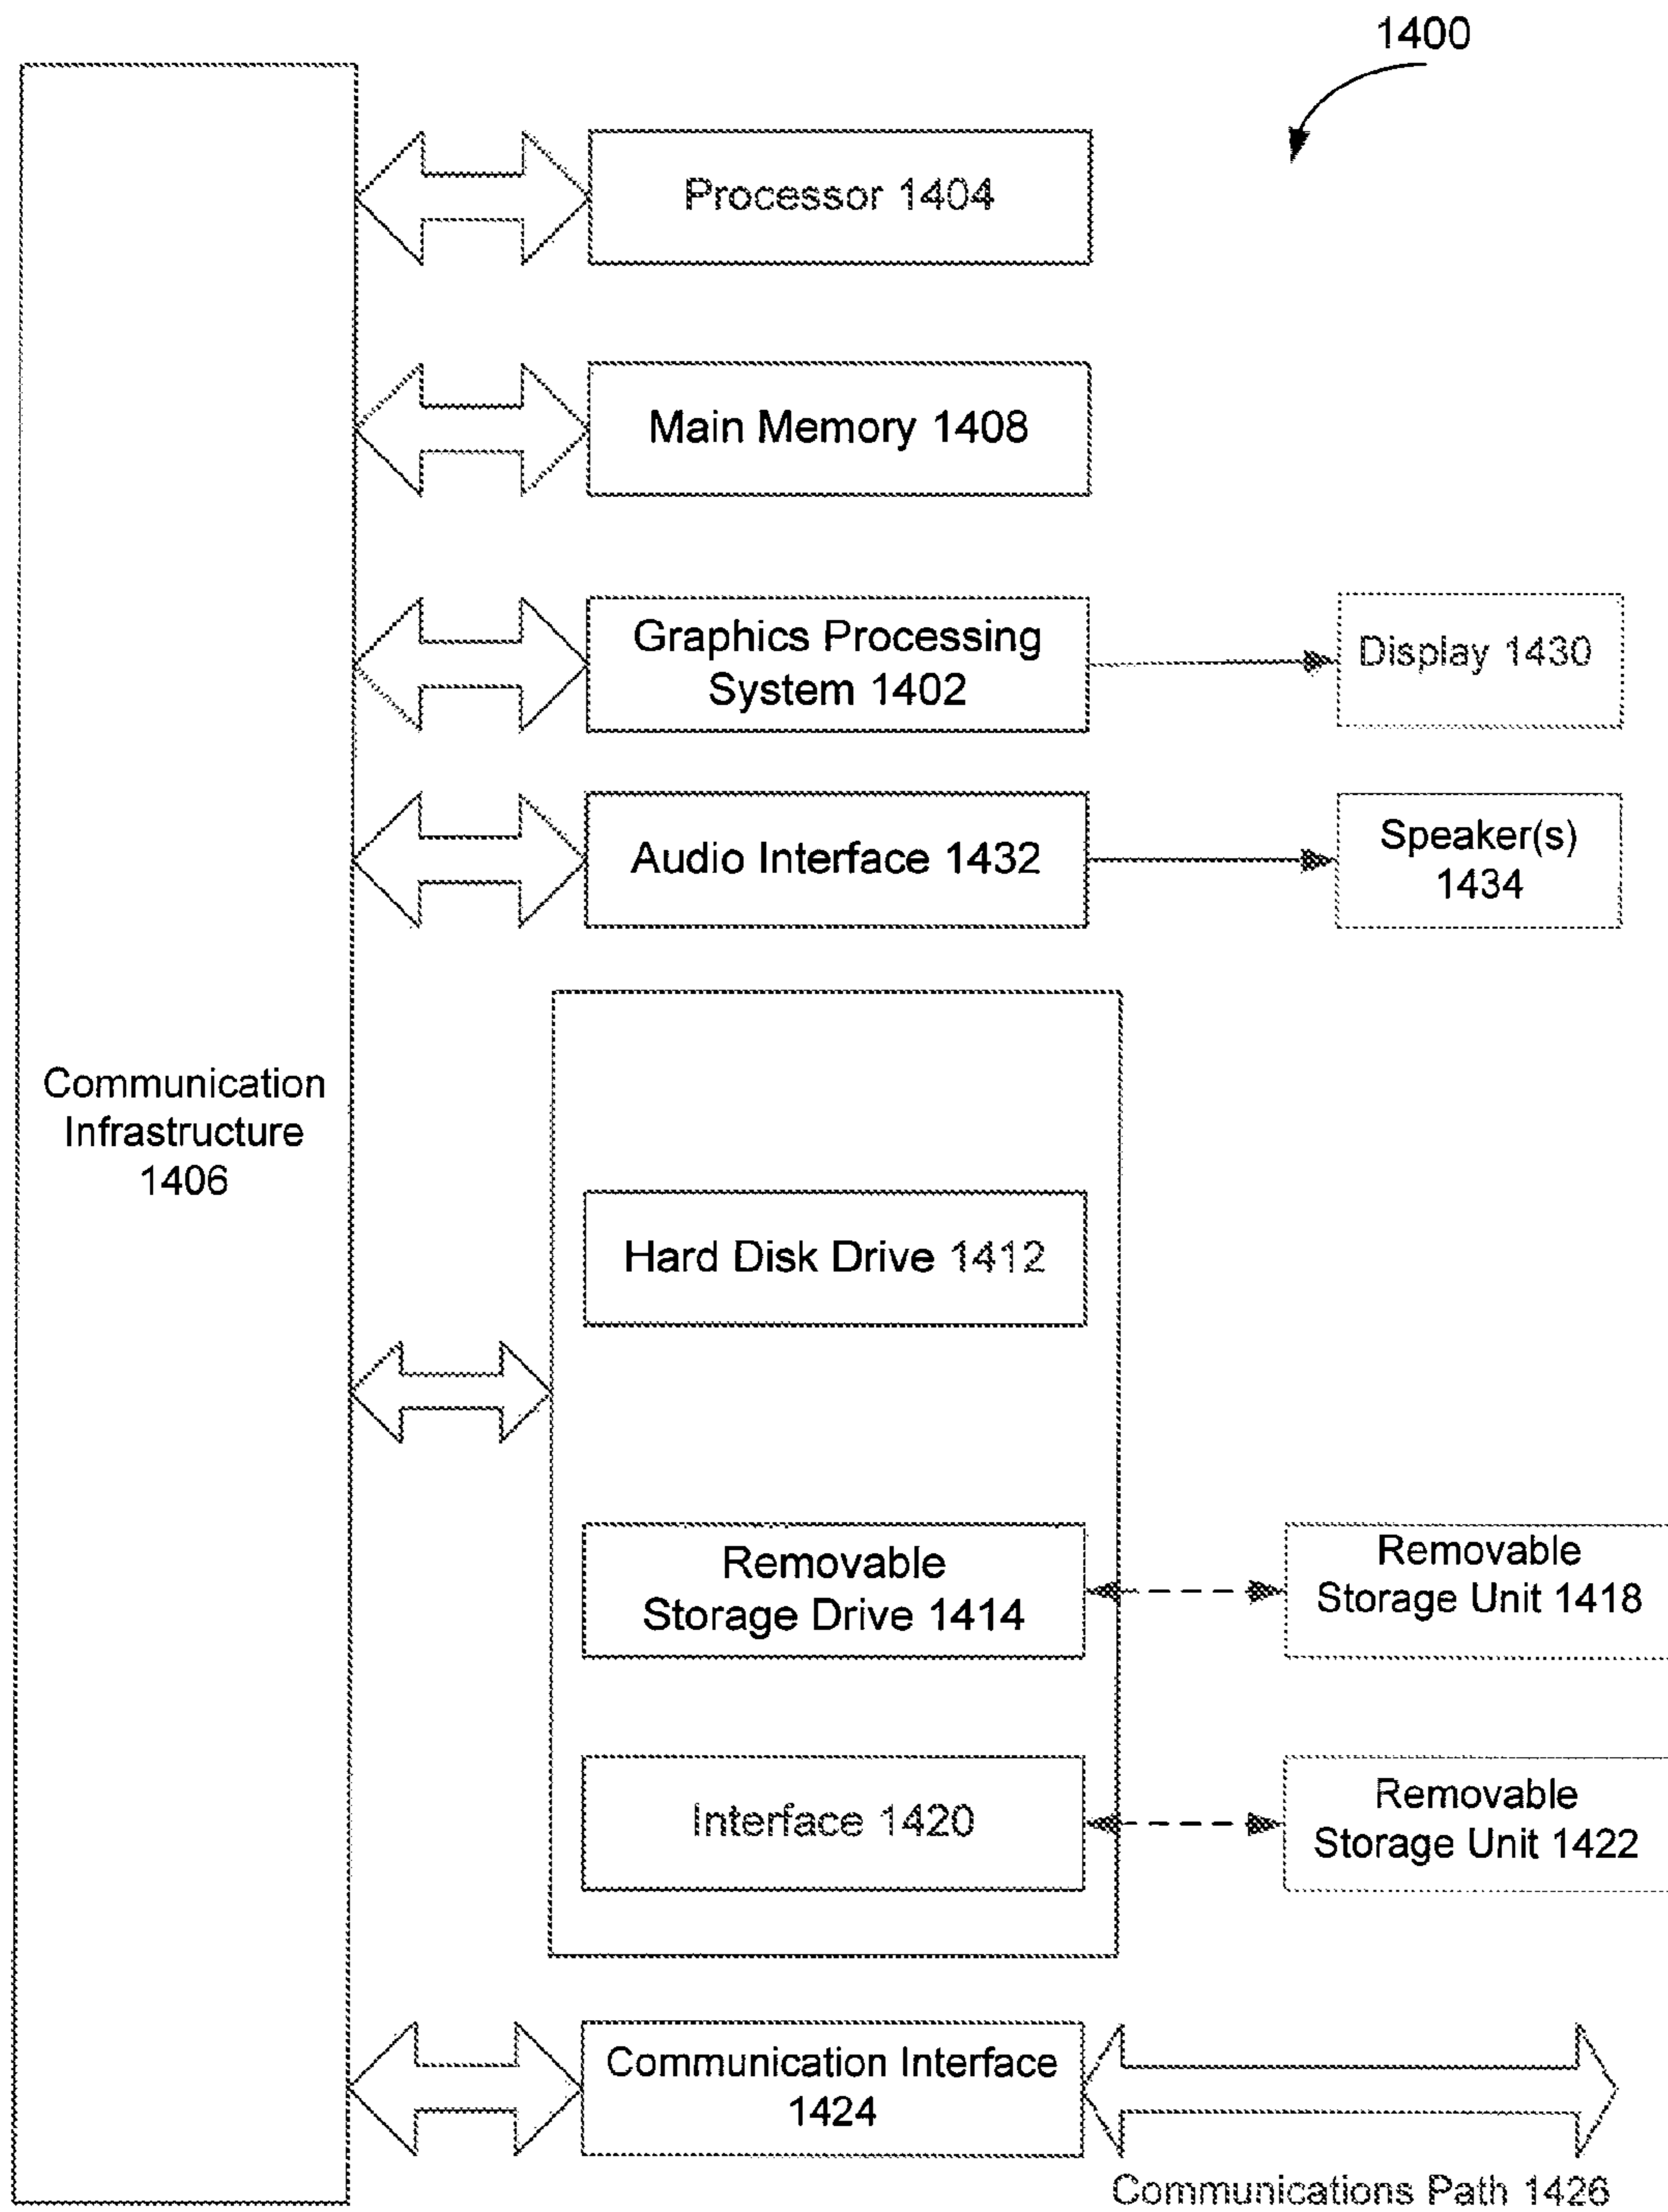 1400
Processor 1404
Main Memory 1408
Graphics Processing
System 1402
Display 1430
Audio Interface 1432
Speaker(s)
1434
Communication
Infrastructure
1406
Hard Disk Drive 1412
Removable
Storage Drive 1414
Removable
Storage Unit 1418
Interface 1420
Removable
Storage Unit 1422
Communication Interface
1424
Communications Path 1426